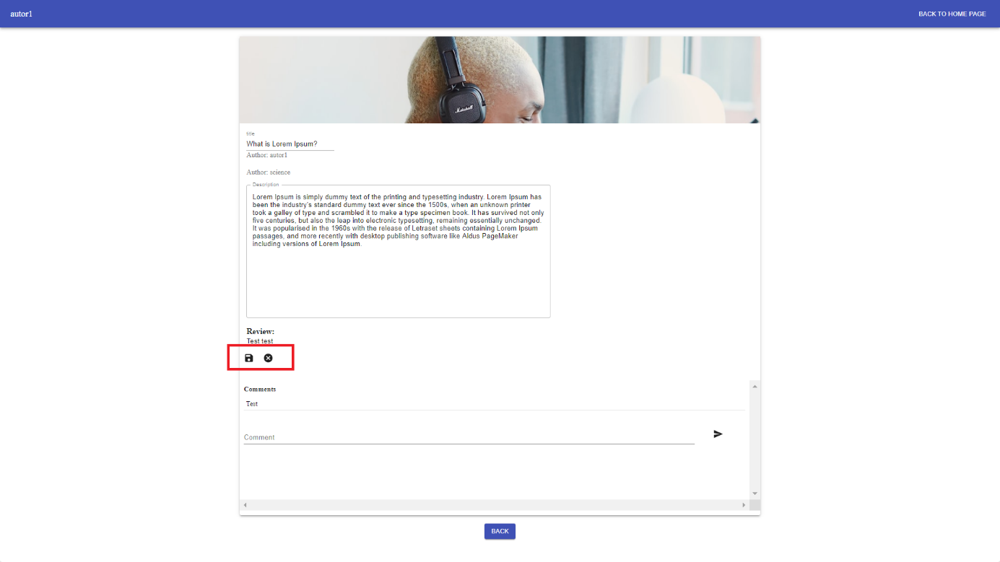 autor1
BACK TO HOME PAGE
Marshall
title
What is Lorem Ipsum?
Author: autor1
Author: science
Description
Lorem Ipsum is simply dummy text of the printing and typesetting industry. Lorem Ipsum has
been the industry's standard dummy text ever since the 1500s, when an unknown printer
took a galley of type and scrambled it to make a type specimen book. It has survived not only
five centuries, but also the leap into electronic typesetting, remaining essentially unchanged.
It was popularised in the 1960s with the release of Letraset sheets containing Lorem Ipsum
passages, and more recently with desktop publishing software like Aldus PageMaker
including versions of Lorem Ipsum.
Review:
Test test
Comments
Test
Comment
BACK